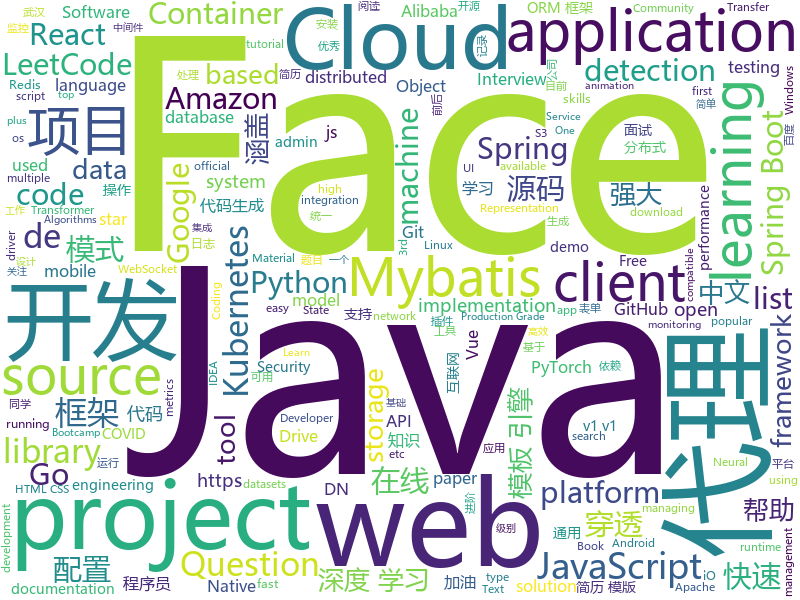 武汉
中间件
Software
Container
Alibaba
ORM 框架
Community
阅读
开源
Transfer
监控
React
Cloud
application
安装
优秀
tutorial
简历
处理
记录
LeetCode
based
distributed
Object
Interview
公司
目前
Redis
language
database
Amazon
detection
testing
Windows
script
top
Face
skills
animation
first
简单
plus
项目
涵盖
admin
js
Spring
前后
Service
One
S3
百度
os
multiple
used
data
official
machine
面试
分布式
Spring Boot
code
Google
system
high
integration
UI
学习
源码
强大
available
learning
操作
代码生成
统一
Git
Representation
生成
download
工作
Transformer
star
集成
Algorithms
日志
Material
题目
一个
3rd
Linux
demo
performance
driver
设计
de
模式
关注
WebSocket
mobile
Kubernetes
Python
Mybatis
client
中文
compatible
Free
State
Production Grade
model
easy
支持
implementation
app
表单
GitHub
open
list
开发
Java
Coding
network
插件
高效
工具
monitoring
popular
IDEA
Vue
PyTorch
依赖
代理
framework
source
Learn
Security
可用
基于
互联网
同学
metrics
框架
代码
running
Developer
基础
storage
tool
API
v1 v1
search
library
Bootcamp
COVID
Drive
知识
应用
模板 引擎
Go
运行
https
engineering
在线
etc
paper
Neural
平台
HTML CSS
datasets
DN
platform
穿透
帮助
using
development
project
web
进阶
managing
配置
Question
级别
JavaScript
快速
management
documentation
程序员
Native
fast
深度 学习
加油
type
Text
solution
简历 模版
Book
Android
Apache
iO
通用
runtime